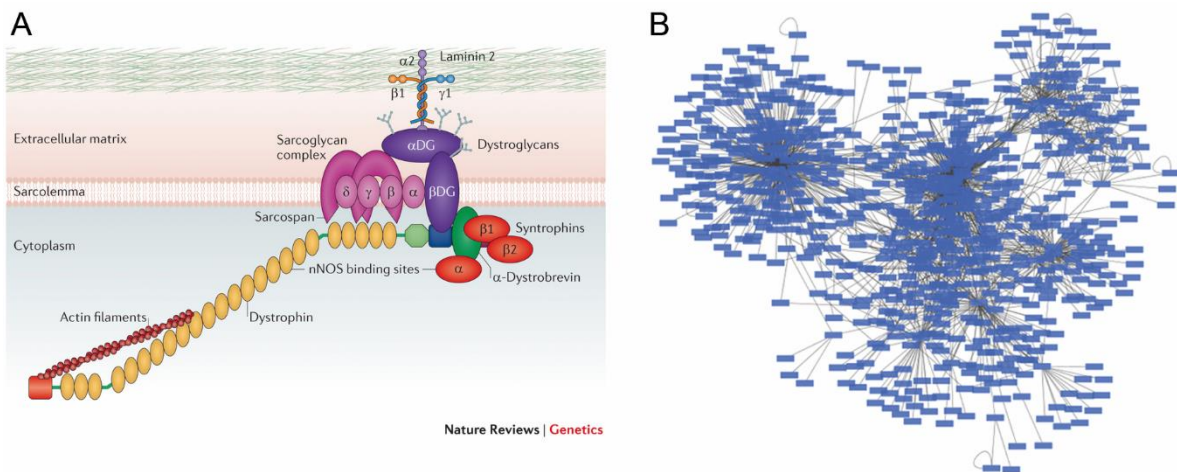 A
B
Laminin 2
α2
β1
γ1
Extracellular matrix
Sarcoglycan
complex
αDG
Dystroglycans
Sarcolemma
δ
γ
β
α
βDG
Sarcospan
Cytoplasm
β1
Syntrophins
β2
nNOS binding sites
α
α-Dystrobrevin
Actin filaments
Dystrophin
Nature Reviews | Genetics